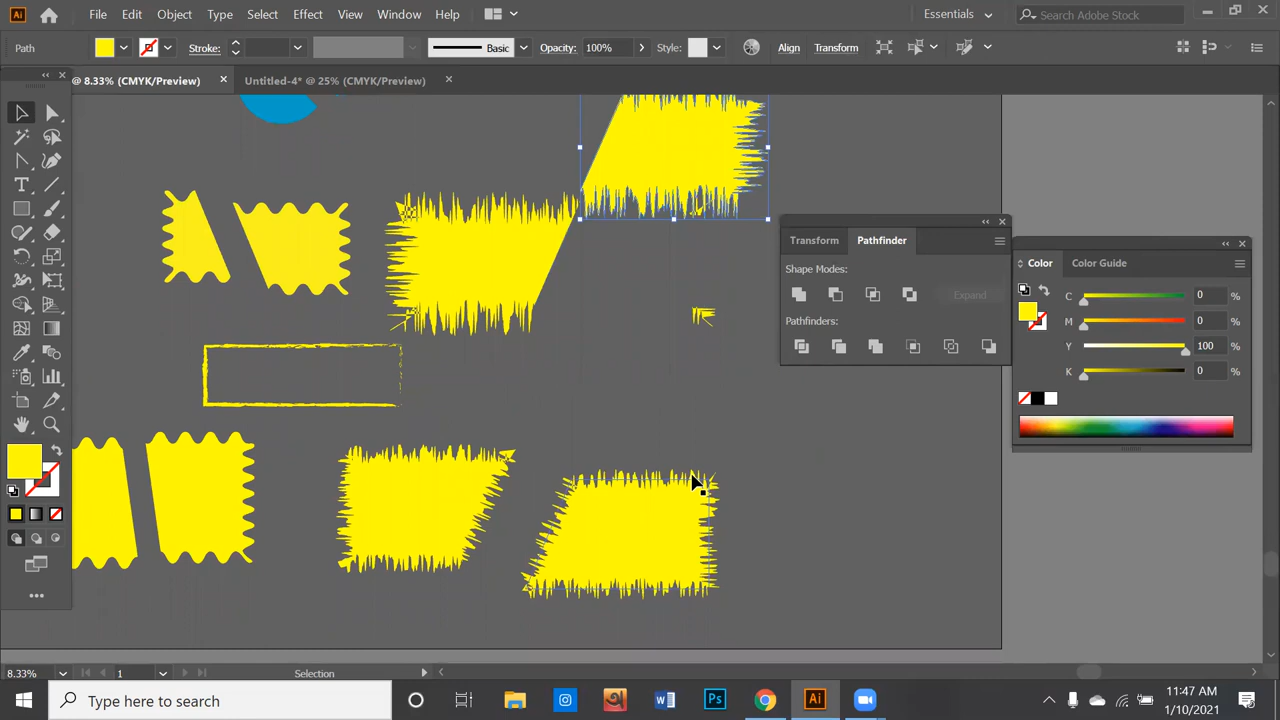 Ai File Edit Object Type Select Effect View Window Help Essentials Search Adobe Stock
Path Stroke: Basic Opacity: 100% Style: Align Transform
@ 8.33% (CMYK/Preview) × Untitled-4* @ 25% (CMYK/Preview) ×
Transform Pathfinder
Shape Modes:
Expand
Pathfinders:
Color Color Guide
C 0 %
M 0 %
Y 100 %
K 0 %
8.33% 1 Selection
Type here to search
Ps
Ai
11:47 AM
1/10/2021